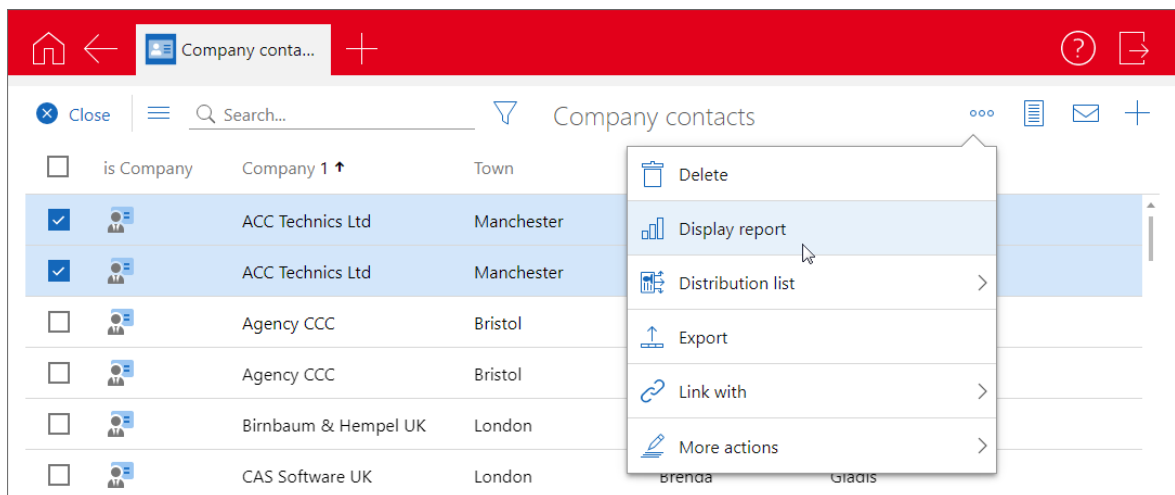 Company conta...
?
Close
Search...
Company contacts
is Company Company 1 Town
Delete
ACC Technics Ltd Manchester
Display report
ACC Technics Ltd Manchester
Distribution list
Agency CCC Bristol
Export
Agency CCC Bristol
Link with
Birnbaum & Hempel UK London
More actions
CAS Software UK London Brenda Gladis